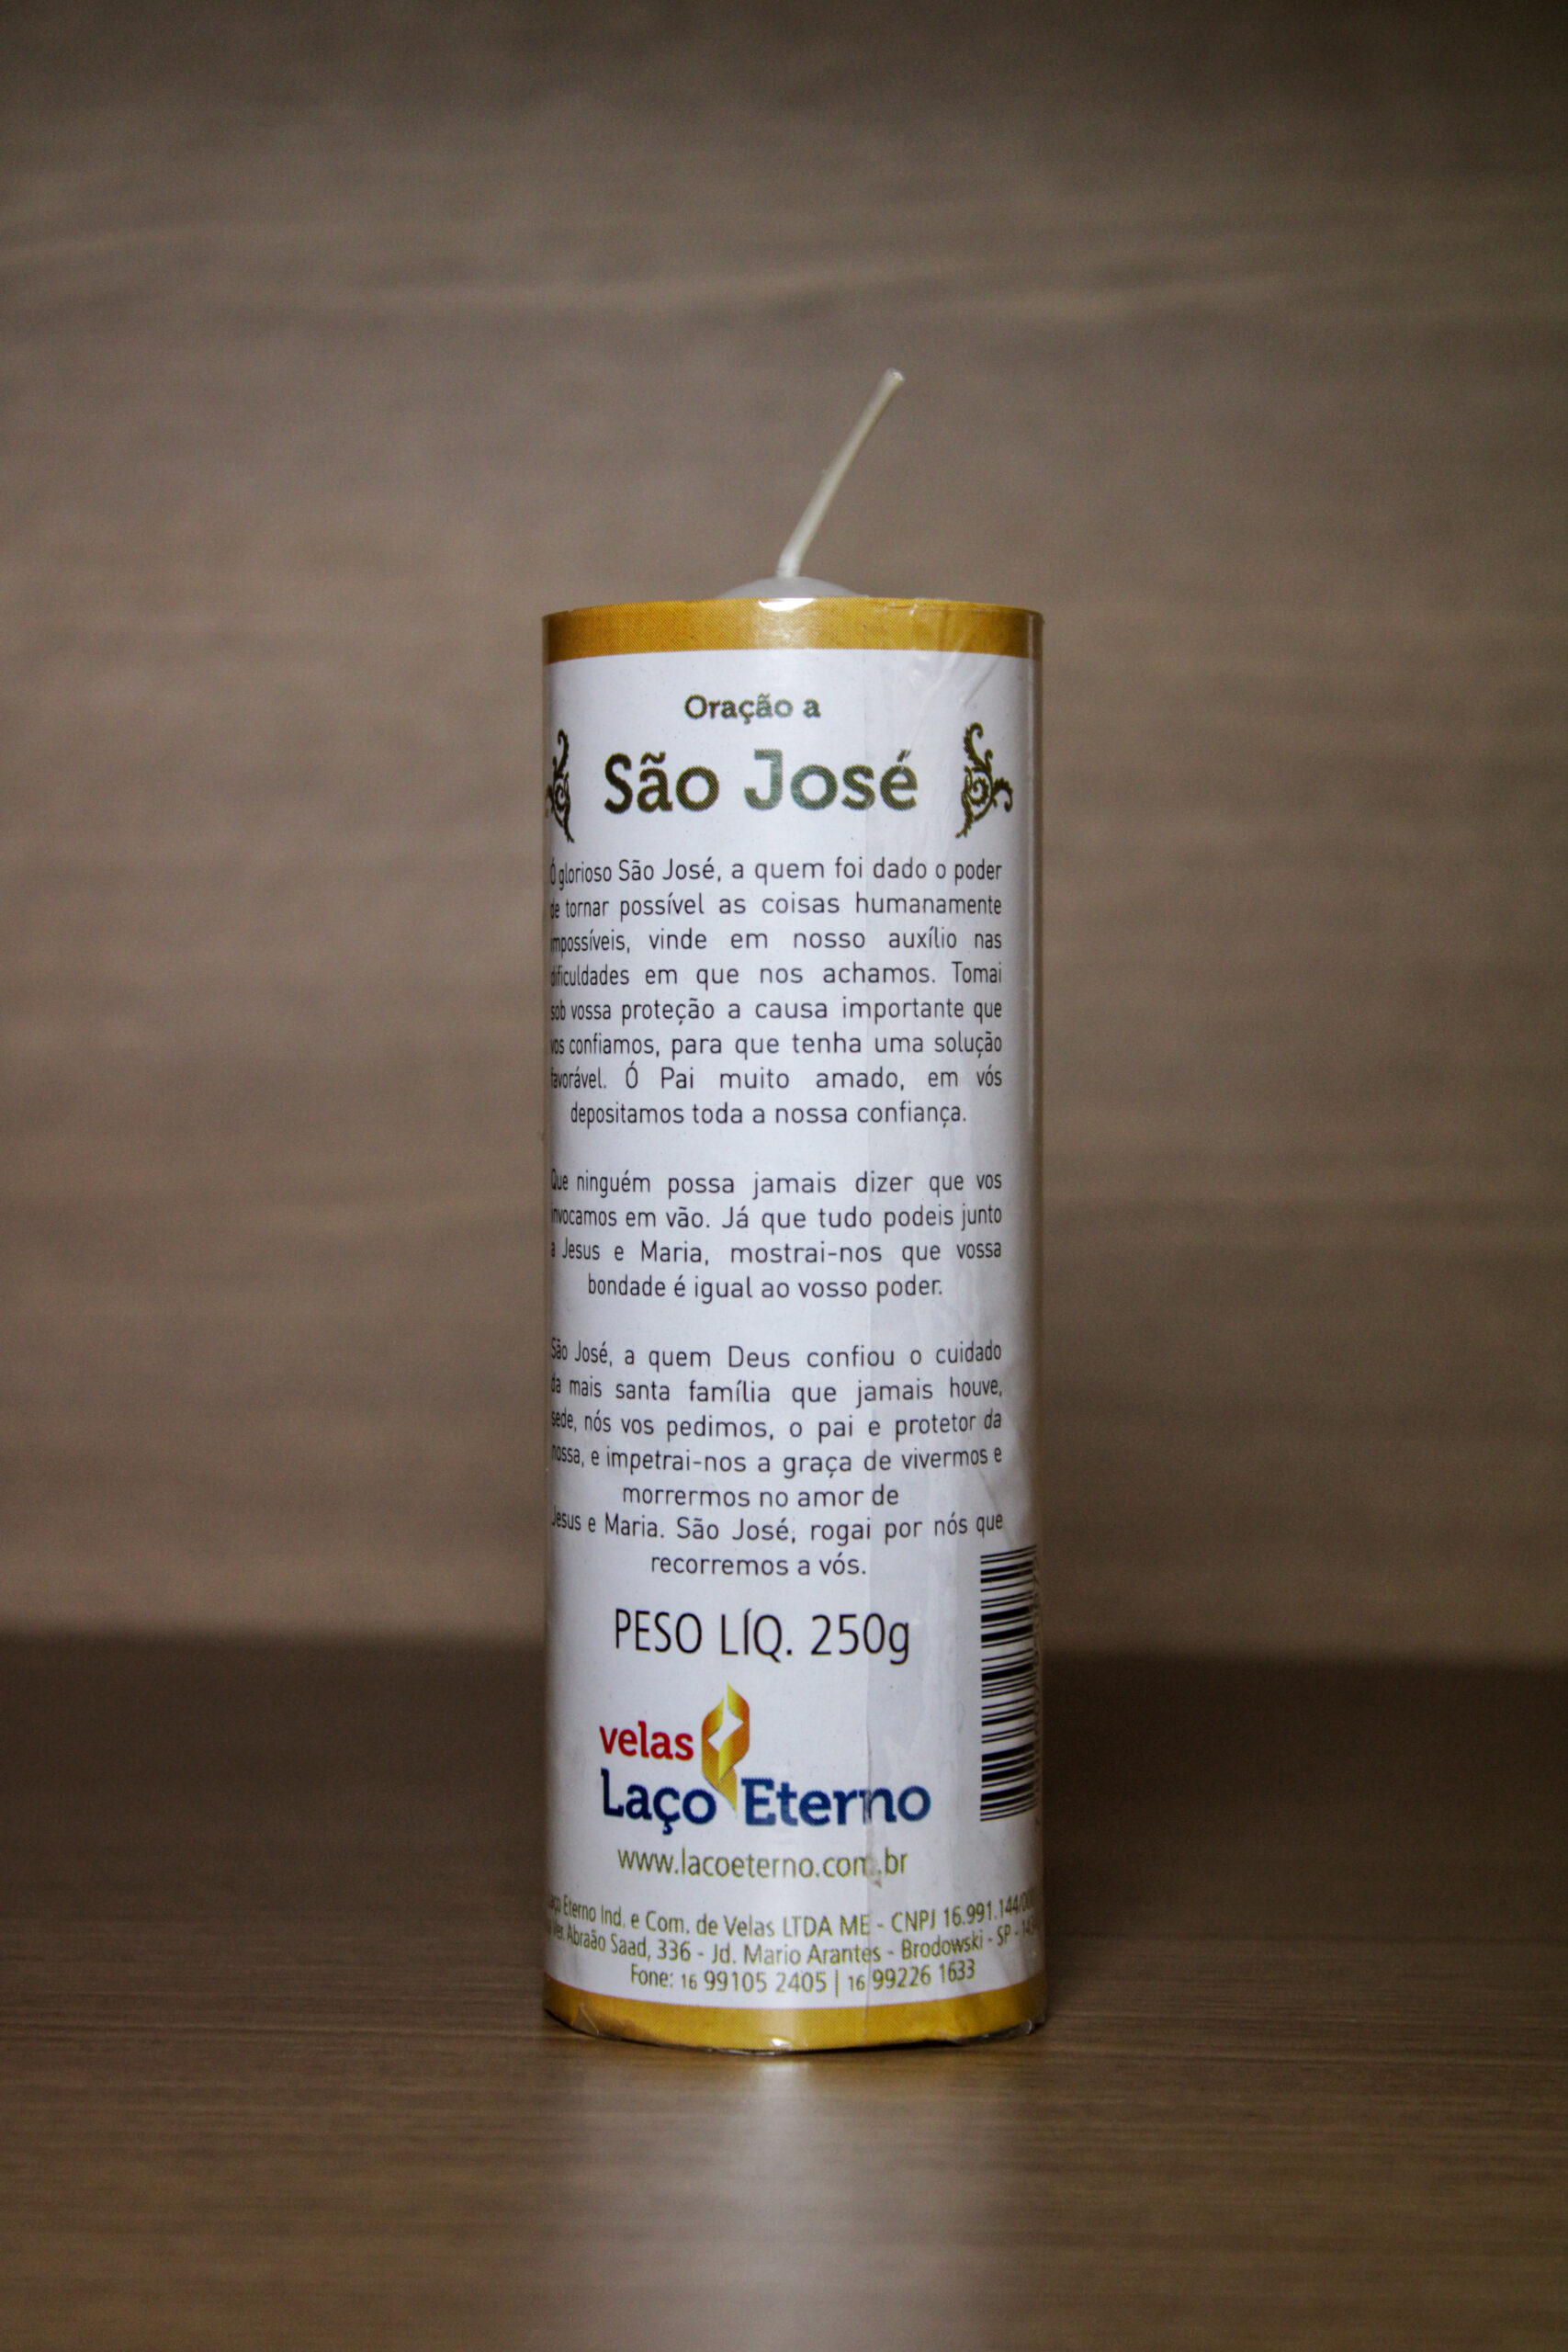 Oração a
São José
Ó glorioso São José, a quem foi dado o poder
de tornar possível as coisas humanamente
impossíveis, vinde em nosso auxílio nas
dificuldades em que nos achamos. Tomai
sob vossa proteção a causa importante que
vos confiamos, para que tenha uma solução
favorável. Ó Pai muito amado, em vós
depositamos toda a nossa confiança.
Que ninguém possa jamais dizer que vos
invocamos em vão. Já que tudo podeis junto
a Jesus e Maria, mostrai-nos que vossa
bondade é igual ao vosso poder.
São José, a quem Deus confiou o cuidado
da mais santa família que jamais houve,
sede, nós vos pedimos, o pai e protetor da
nossa, e impetrai-nos a graça de vivermos e
morrermos no amor de
Jesus e Maria. São José, rogai por nós que
recorremos a vós.
PESO LÍQ. 250g
velas
Laço Eterno
www.lacoeterno.com.br
Laço Eterno Ind. e Com. de Velas LTDA ME - CNPJ 16.991.144/
Ver. Abraão Saad, 336 - Jd. Mario Arantes - Brodowski - SP -
Fone: 16 99105 2405 | 16 99226 1633